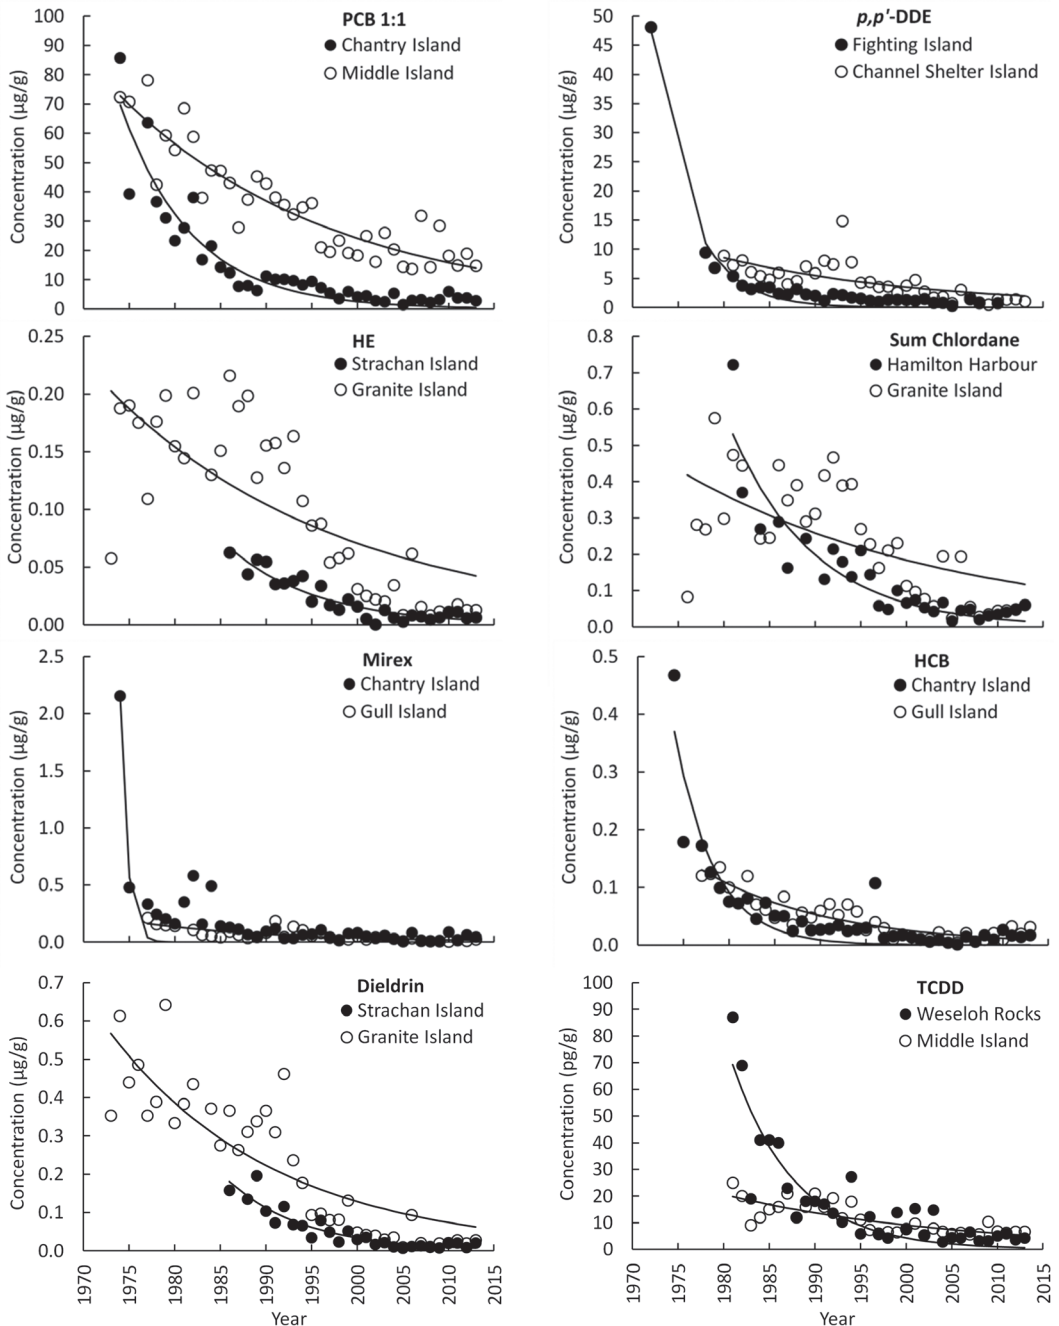 PCB 1:1
Chantry Island
Middle Island
Concentration (µg/g)
100
90
80
70
60
50
40
30
20
10
0
p,p'-DDE
Fighting Island
Channel Shelter Island
Concentration (µg/g)
50
45
40
35
30
25
20
15
10
5
0
HE
Strachan Island
Granite Island
Concentration (µg/g)
0.25
0.20
0.15
0.10
0.05
0.00
Sum Chlordane
Hamilton Harbour
Granite Island
Concentration (µg/g)
0.8
0.7
0.6
0.5
0.4
0.3
0.2
0.1
0.0
Mirex
Chantry Island
Gull Island
Concentration (µg/g)
2.5
2.0
1.5
1.0
0.5
0.0
HCB
Chantry Island
Gull Island
Concentration (µg/g)
0.5
0.4
0.3
0.2
0.1
0.0
Dieldrin
Strachan Island
Granite Island
Concentration (µg/g)
0.7
0.6
0.5
0.4
0.3
0.2
0.1
0.0
1970
1975
1980
1985
1990
1995
2000
2005
2010
2015
Year
TCDD
Weseloh Rocks
Middle Island
Concentration (pg/g)
100
90
80
70
60
50
40
30
20
10
0
1970
1975
1980
1985
1990
1995
2000
2005
2010
2015
Year